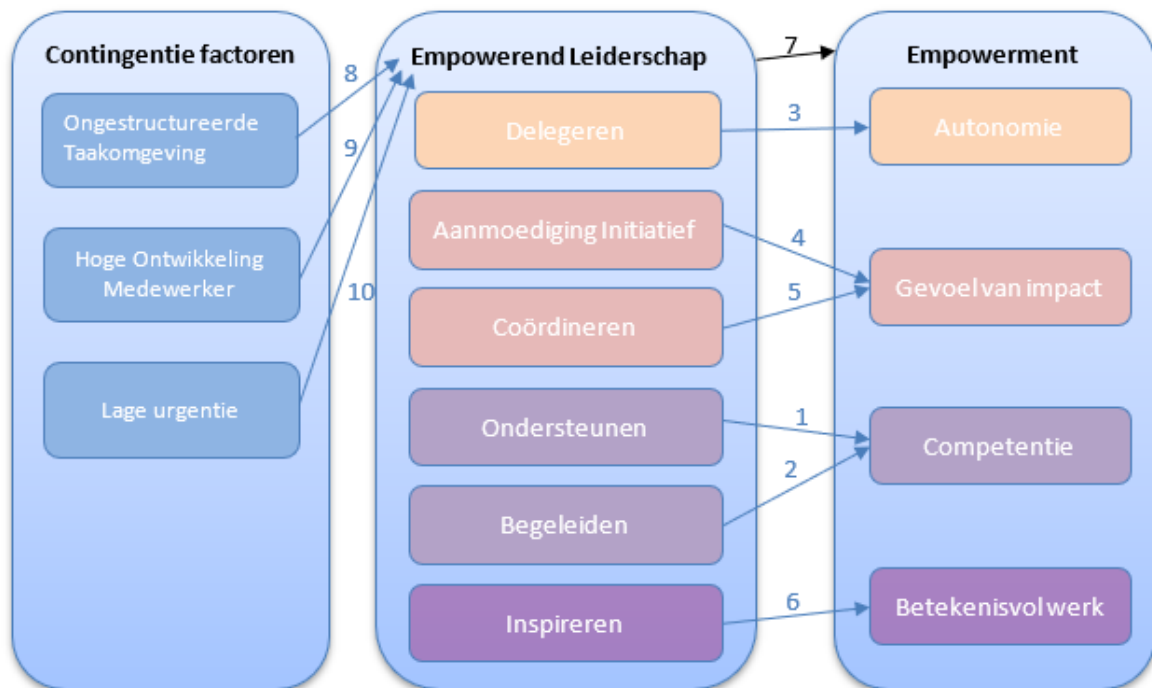 Contingentie factoren
Ongestructureerde
Taakomgeving
Hoge Ontwikkeling
Medewerker
Lage urgentie
8
9
10
Empowerend Leiderschap
Delegeren
Aanmoediging Initiatief
Coördineren
Ondersteunen
Begeleiden
Inspireren
7
3
4
5
1
2
6
Empowerment
Autonomie
Gevoel van impact
Competentie
Betekenisvol werk